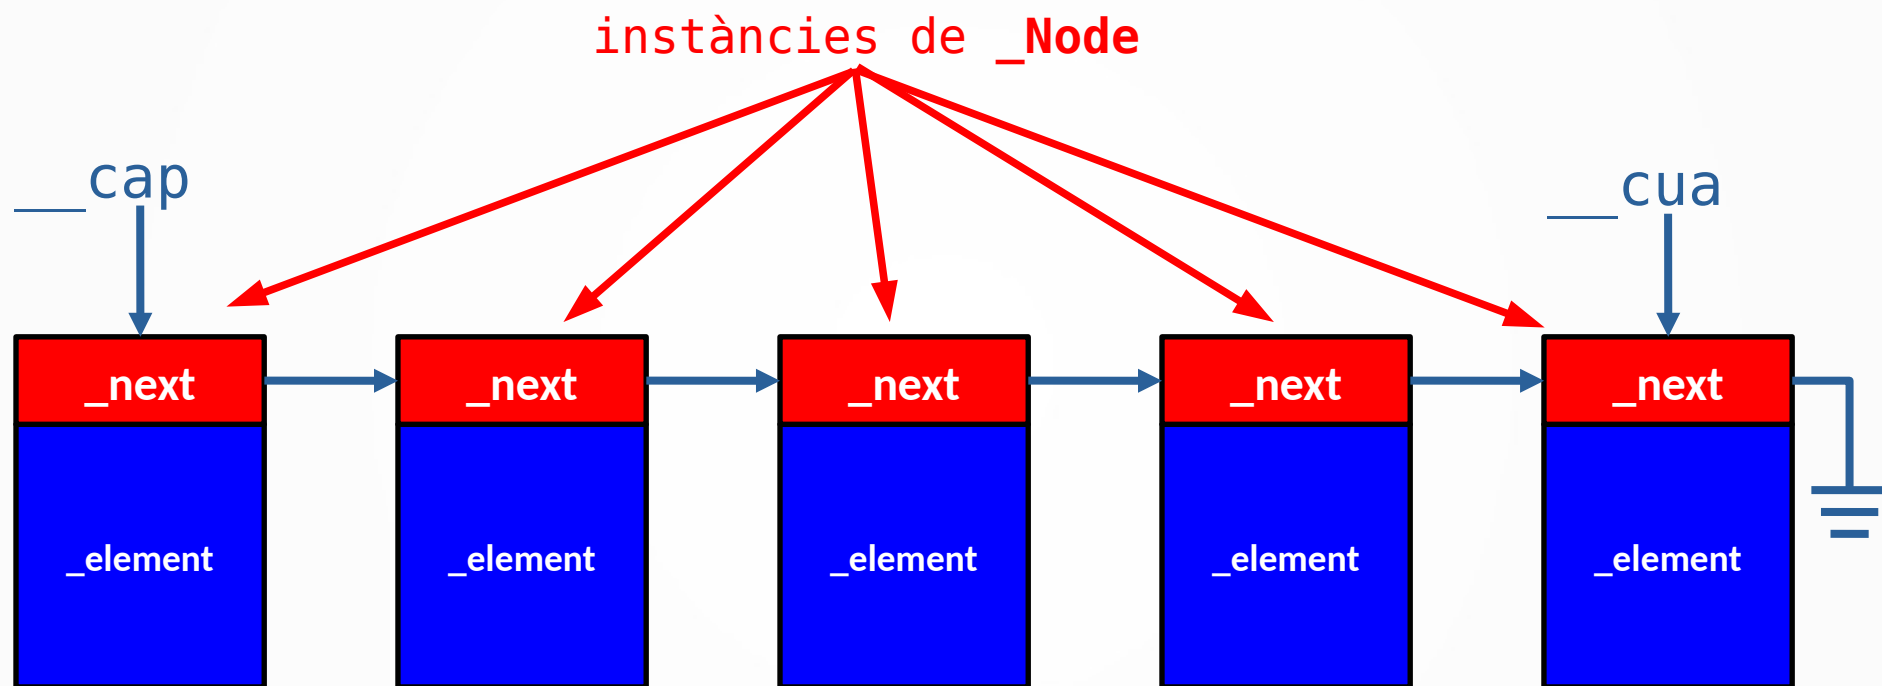 instàncies de _Node
__cap
__cua
_next _next _next _next _next
_element _element _element _element _element